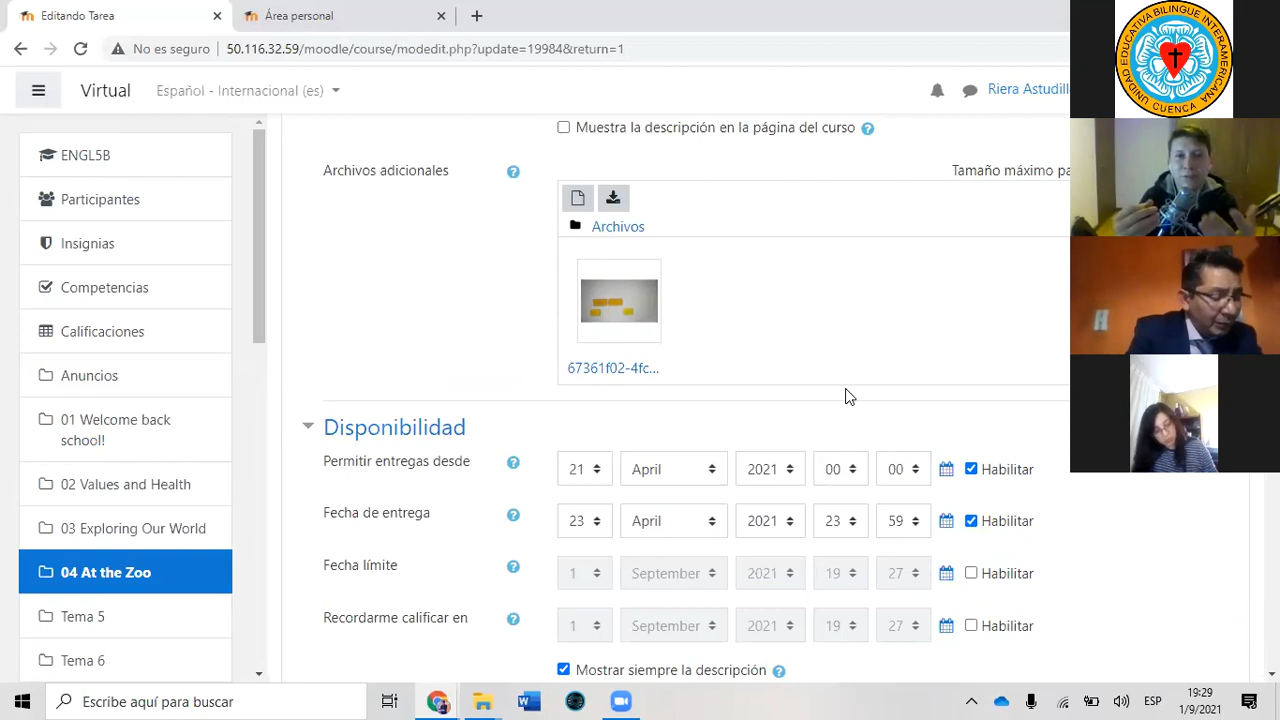 Editando Tarea
Área personal
No es seguro
50.116.32.59/moodle/course/modedit.php?update=19984&return=1
Virtual
Español - Internacional (es)
Riera Astudill
ENGL5B
Participantes
Insignias
Competencias
Calificaciones
Anuncios
01 Welcome back
school!
02 Values and Health
03 Exploring Our World
04 At the Zoo
Tema 5
Tema 6
Muestra la descripción en la página del curso
Archivos adicionales
Tamaño máximo pa
Archivos
67361f02-4fc...
Disponibilidad
Permitir entregas desde
21 April 2021 00 00 Habilitar
Fecha de entrega
23 April 2021 23 59 Habilitar
Fecha límite
1 September 2021 19 27 Habilitar
Recordarme calificar en
1 September 2021 19 27 Habilitar
Mostrar siempre la descripción
UNIDAD EDUCATIVA BILINGUE INTERAMERICANA
CUENCA
Escribe aquí para buscar
ESP
19:29
1/9/2021